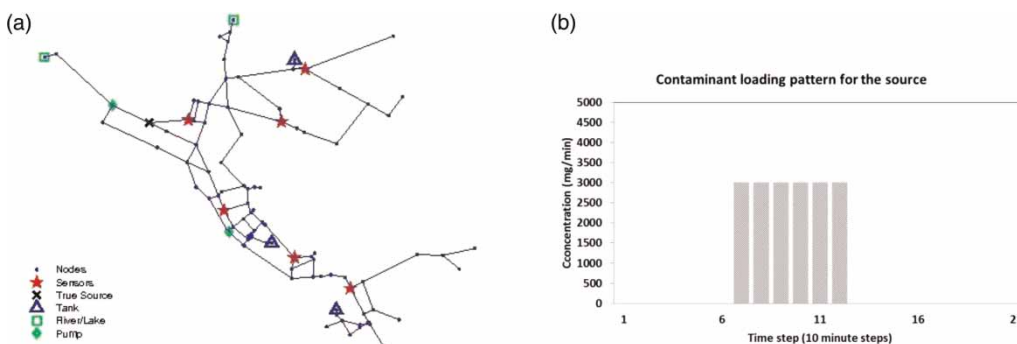 (a)
Nodes
Sensors
True Source
Tank
River/Lake
Pump
(b)
Contaminant loading pattern for the source
Cconcentration (mg/min)
5000
4500
4000
3500
3000
2500
2000
1500
1000
500
0
1 6 11 16 2
Time step (10 minute steps)